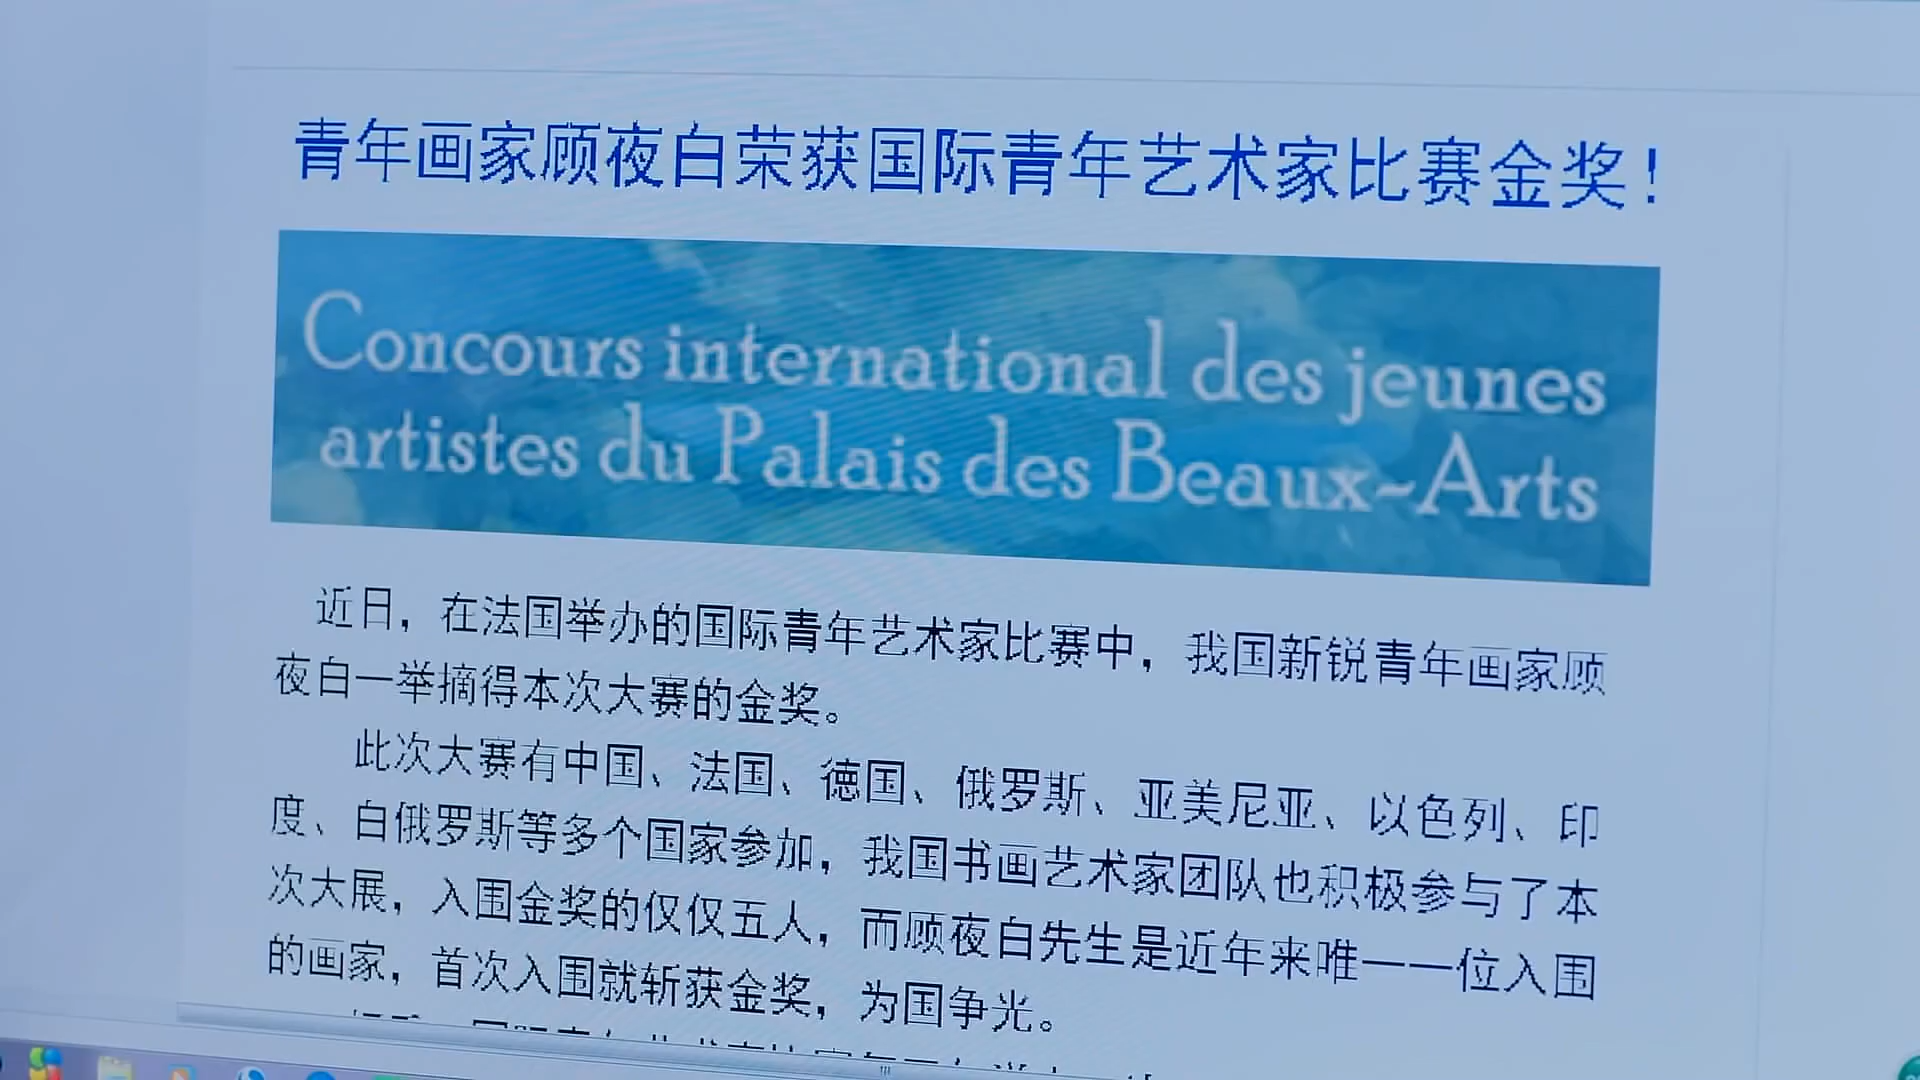 青年画家顾夜白荣获国际青年艺术家比赛金奖！
Concours international des jeunes
artistes du Palais des Beaux-Arts
近日，在法国举办的国际青年艺术家比赛中，我国新锐青年画家顾
夜白一举摘得本次大赛的金奖。
此次大赛有中国、法国、德国、俄罗斯、亚美尼亚、以色列、印
度、白俄罗斯等多个国家参加，我国书画艺术家团队也积极参与了本
次大展，入围金奖的仅仅五人，而顾夜白先生是近年来唯一一位入围
的画家，首次入围就斩获金奖，为国争光。